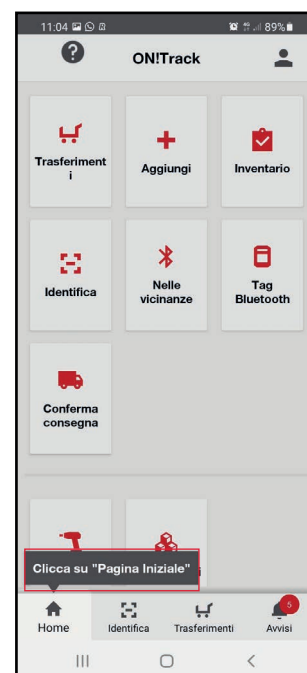 11:04 89%
?
ON!Track
Trasferiment
i
Aggiungi
Inventario
Identifica
Nelle
vicinanze
Tag
Bluetooth
Conferma
consegna
Clicca su "Pagina Iniziale"
5
Home Identifica Trasferimenti Avvisi